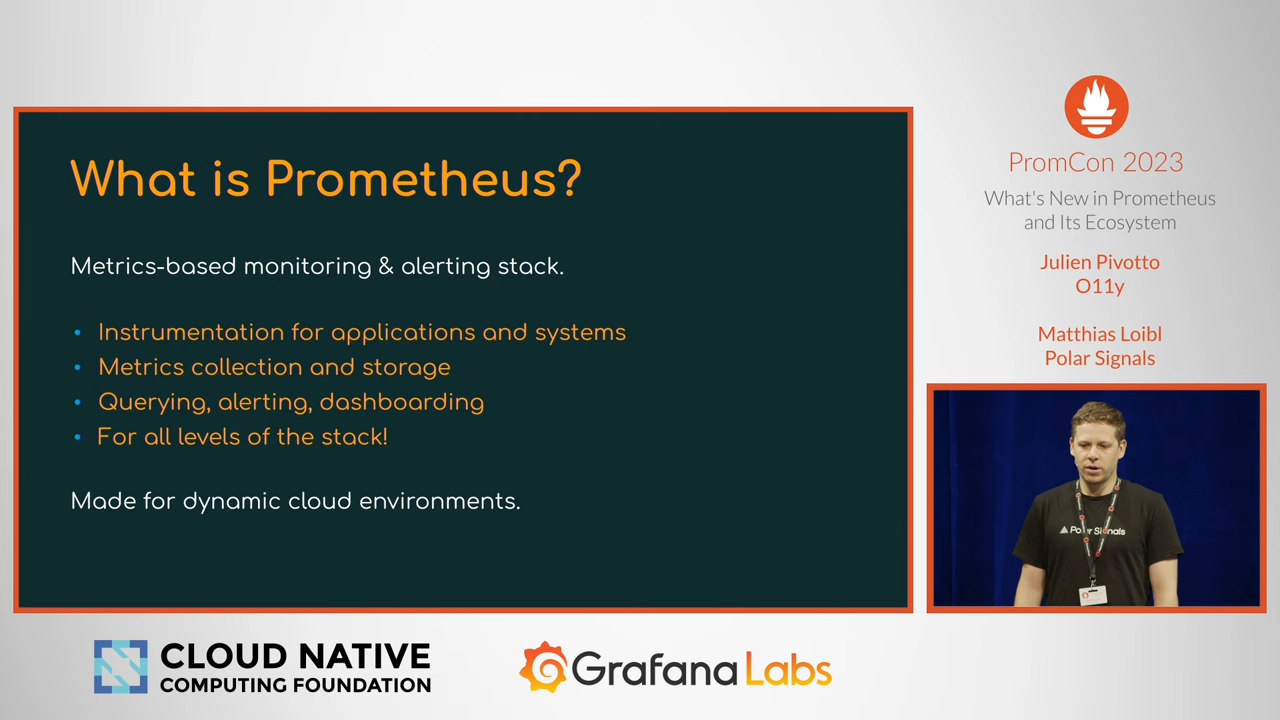 What is Prometheus?
Metrics-based monitoring & alerting stack.
• Instrumentation for applications and systems
• Metrics collection and storage
• Querying, alerting, dashboarding
• For all levels of the stack!
Made for dynamic cloud environments.
PromCon 2023
What's New in Prometheus
and Its Ecosystem
Julien Pivotto
O11y
Matthias Loibl
Polar Signals
Polar Signals
CLOUD NATIVE
COMPUTING FOUNDATION
Grafana Labs